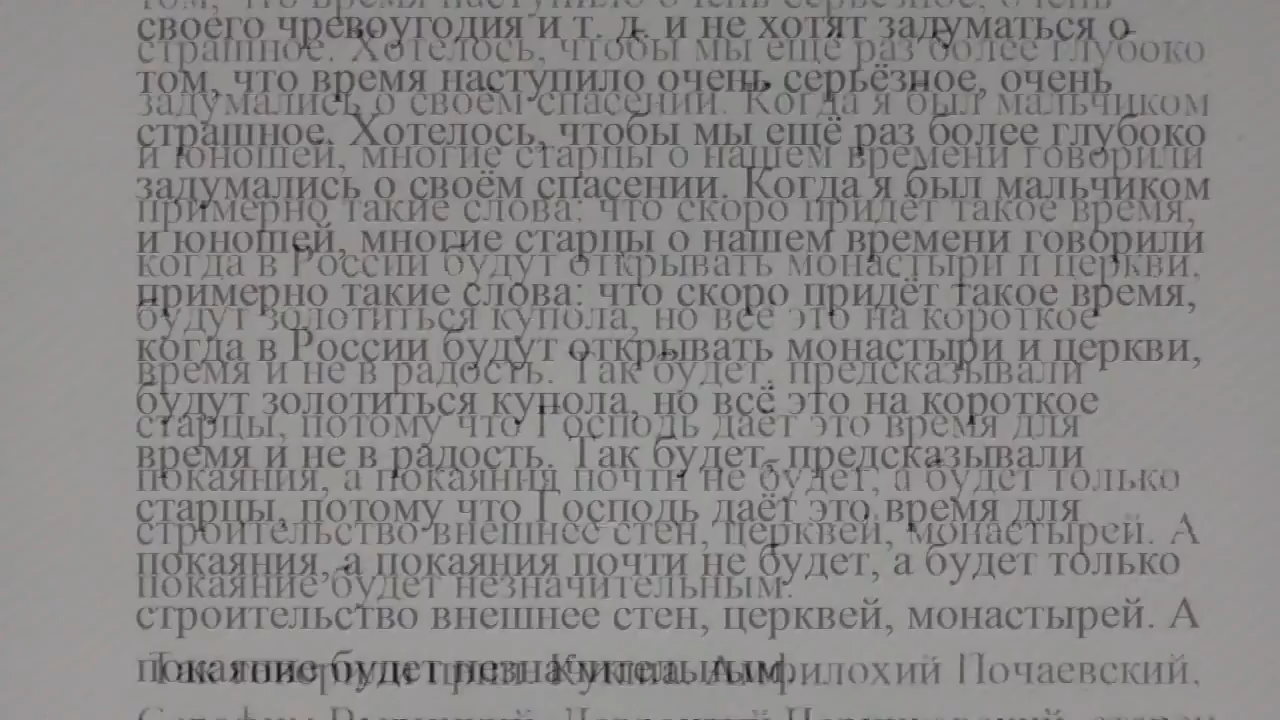 своего чревоугодия и т. д. и не хотят задуматься о
том, что время наступило очень серьёзное, очень
страшное. Хотелось, чтобы мы ещё раз более глубоко
задумались о своём спасении. Когда я был мальчиком
и юношей, многие старцы о нашем времени говорили
примерно такие слова: что скоро придёт такое время,
когда в России будут открывать монастыри и церкви,
будут золотиться купола, но всё это на короткое
время и не в радость. Так будет, предсказывали
старцы, потому что Господь даёт это время для
покаяния, а покаяния почти не будет, а будет только
строительство внешнее стен, церквей, монастырей. А
покаяние будет незначительным.
Амфилохий Почаевский,